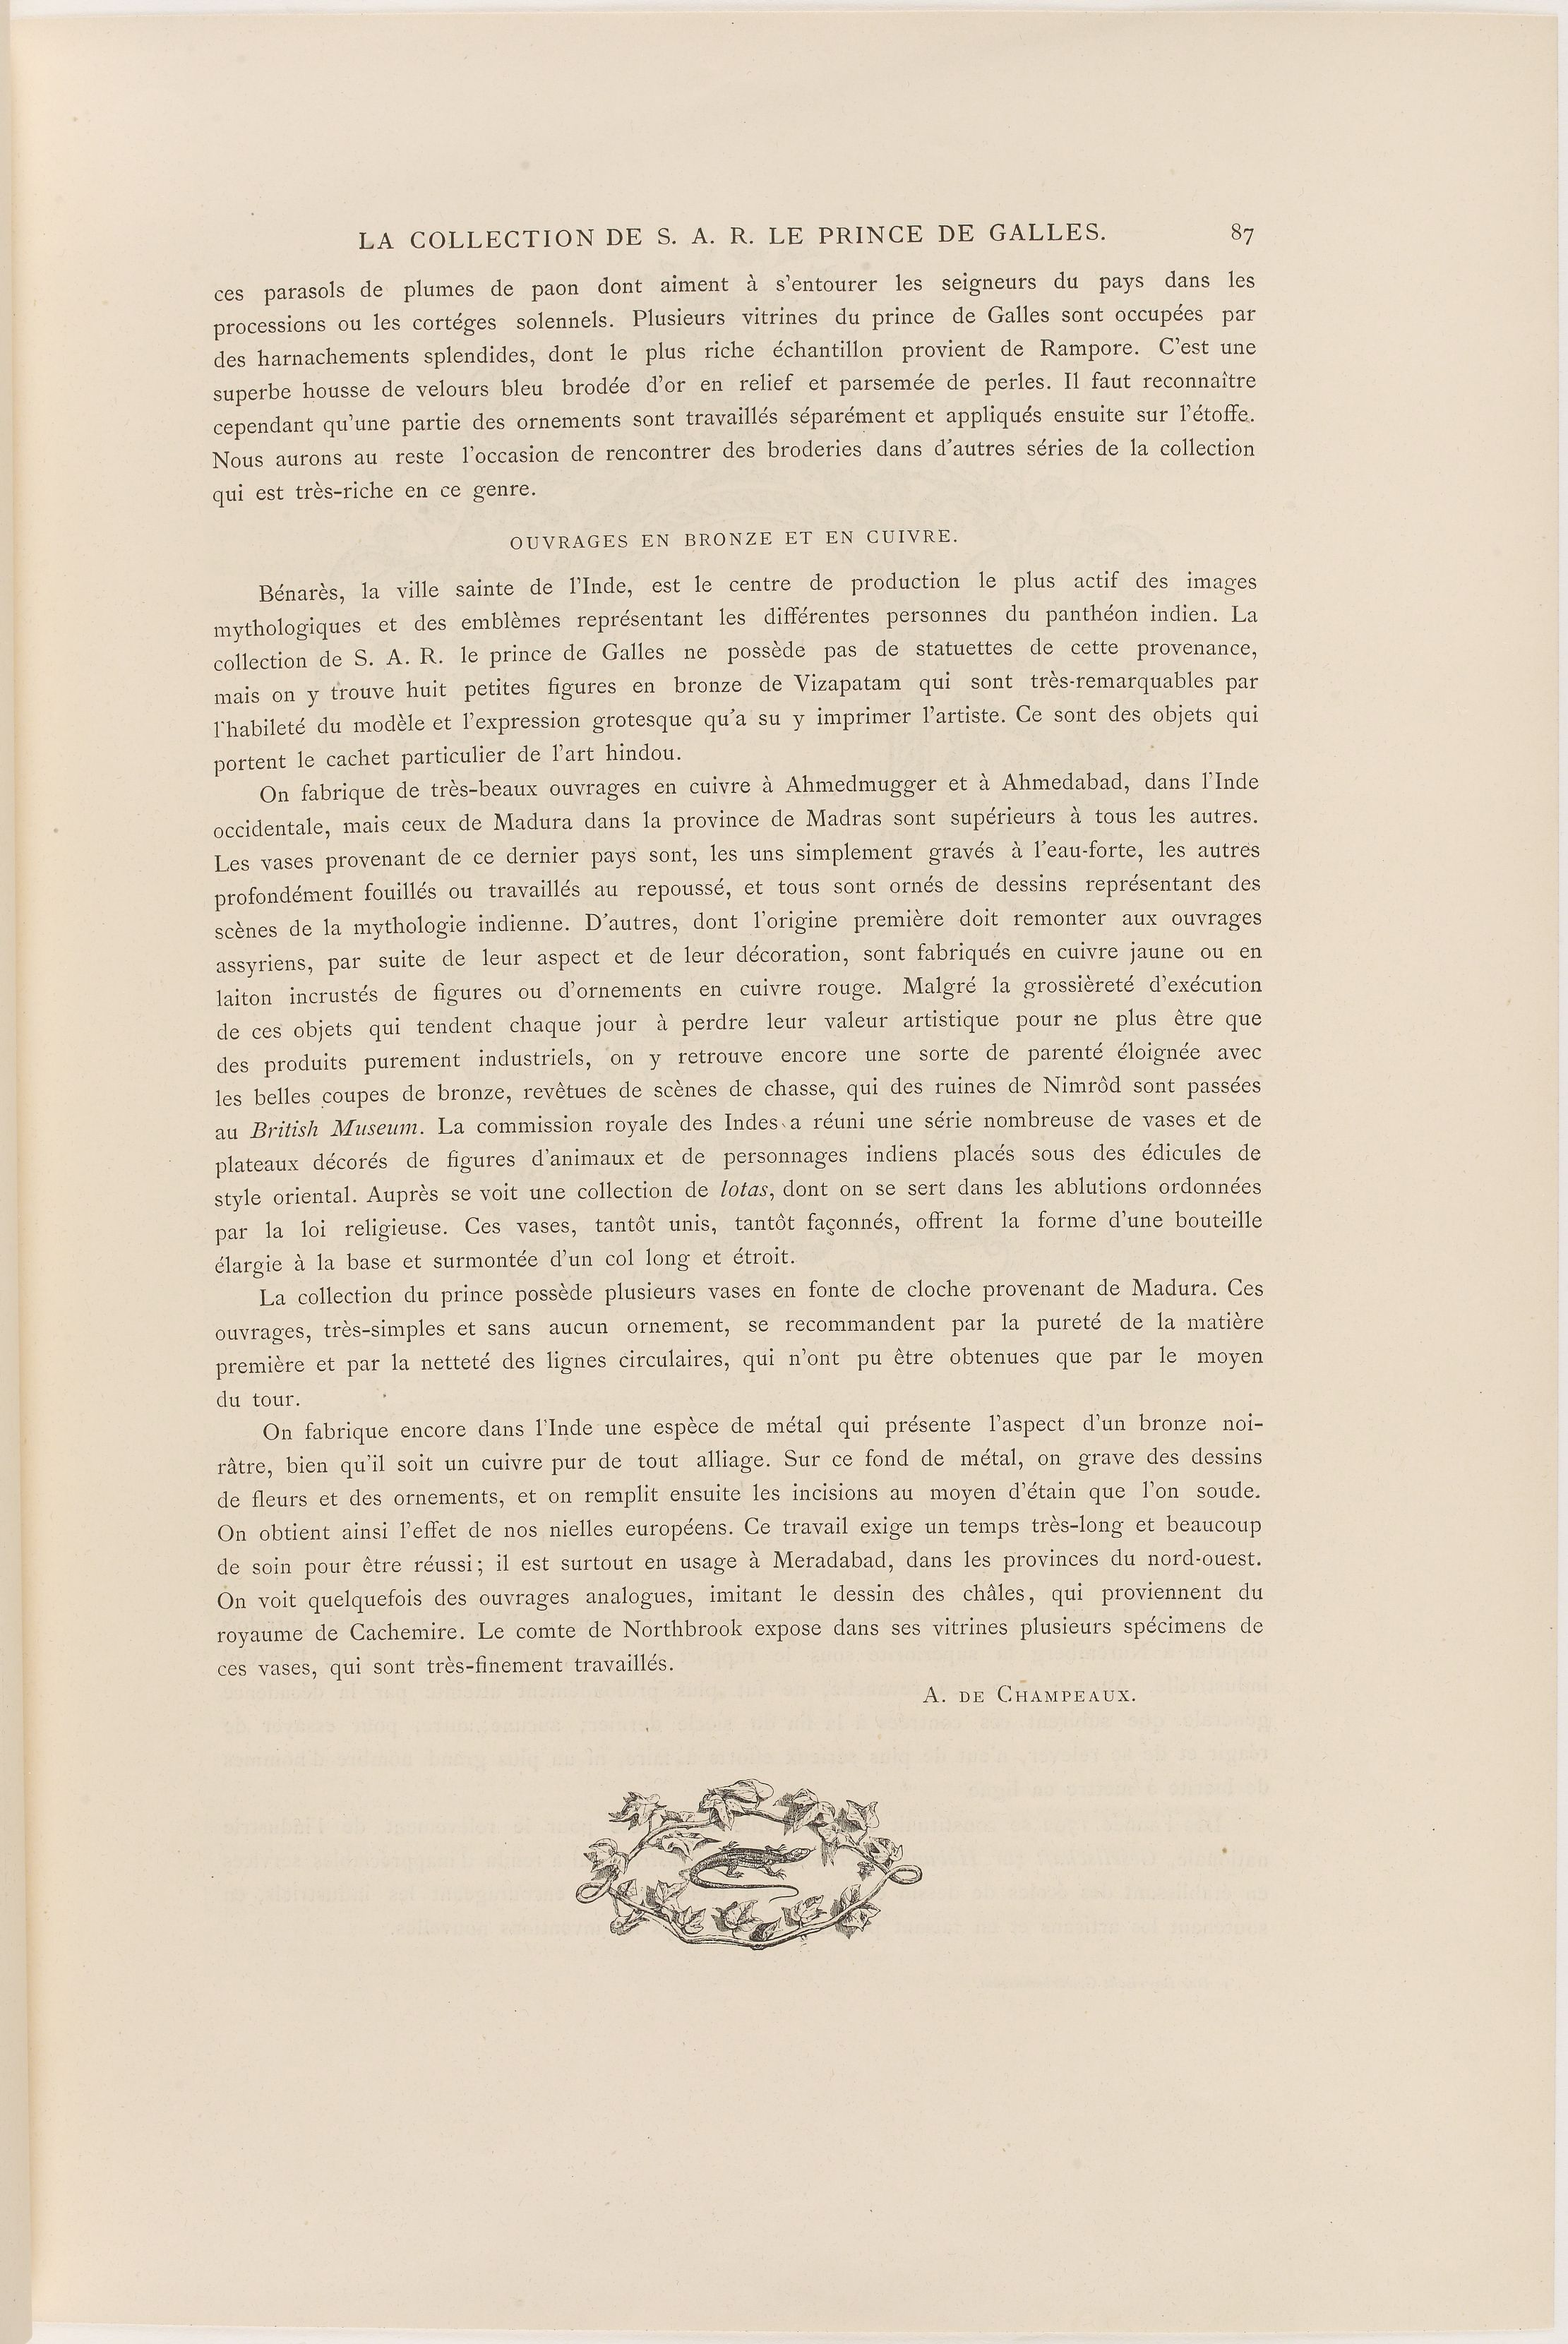 LA COLLECTION DE S. A. R. LE PRINCE DE GALLES. 87
ces parasols de plumes de paon dont aiment à s'entourer les seigneurs du pays dans les
processions ou les cortéges solennels. Plusieurs vitrines du prince de Galles sont occupées par
des harnachements splendides, dont le plus riche échantillon provient de Rampore. C'est une
superbe housse de velours bleu brodée d'or en relief et parsemée de perles. Il faut reconnaître
cependant qu'une partie des ornements sont travaillés séparément et appliqués ensuite sur l'étoffe.
Nous aurons au reste l'occasion de rencontrer des broderies dans d'autres séries de la collection
qui est très-riche en ce genre.
OUVRAGES EN BRONZE ET EN CUIVRE.
Bénarès, la ville sainte de l'Inde, est le centre de production le plus actif des images
mythologiques et des emblèmes représentant les différentes personnes du panthéon indien. La
collection de S. A. R. le prince de Galles ne possède pas de statuettes de cette provenance,
mais on y trouve huit petites figures en bronze de Vizapatam qui sont très-remarquables par
l'habileté du modèle et l'expression grotesque qu'a su y imprimer l'artiste. Ce sont des objets qui
portent le cachet particulier de l'art hindou.
On fabrique de très-beaux ouvrages en cuivre à Ahmedmugger et à Ahmedabad, dans l'Inde
occidentale, mais ceux de Madura dans la province de Madras sont supérieurs à tous les autres.
Les vases provenant de ce dernier pays sont, les uns simplement gravés à l'eau-forte, les autres
profondément fouillés ou travaillés au repoussé, et tous sont ornés de dessins représentant des
scènes de la mythologie indienne. D'autres, dont l'origine première doit remonter aux ouvrages
assyriens, par suite de leur aspect et de leur décoration, sont fabriqués en cuivre jaune ou en
laiton incrustés de figures ou d'ornements en cuivre rouge. Malgré la grossièreté d'exécution
de ces objets qui tendent chaque jour à perdre leur valeur artistique pour ne plus être que
des produits purement industriels, on y retrouve encore une sorte de parenté éloignée avec
les belles coupes de bronze, revêtues de scènes de chasse, qui des ruines de Nimrôd sont passées
au British Museum. La commission royale des Indes a réuni une série nombreuse de vases et de
plateaux décorés de figures d'animaux et de personnages indiens placés sous des édicules de
style oriental. Auprès se voit une collection de lotas, dont on se sert dans les ablutions ordonnées
par la loi religieuse. Ces vases, tantôt unis, tantôt façonnés, offrent la forme d'une bouteille
élargie à la base et surmontée d'un col long et étroit.
La collection du prince possède plusieurs vases en fonte de cloche provenant de Madura. Ces
ouvrages, très-simples et sans aucun ornement, se recommandent par la pureté de la matière
première et par la netteté des lignes circulaires, qui n'ont pu être obtenues que par le moyen
du tour.
On fabrique encore dans l'Inde une espèce de métal qui présente l'aspect d'un bronze noi-
râtre, bien qu'il soit un cuivre pur de tout alliage. Sur ce fond de métal, on grave des dessins
de fleurs et des ornements, et on remplit ensuite les incisions au moyen d'étain que l'on soude.
On obtient ainsi l'effet de nos nielles européens. Ce travail exige un temps très-long et beaucoup
de soin pour être réussi; il est surtout en usage à Meradabad, dans les provinces du nord-ouest.
On voit quelquefois des ouvrages analogues, imitant le dessin des châles, qui proviennent du
royaume de Cachemire. Le comte de Northbrook expose dans ses vitrines plusieurs spécimens de
ces vases, qui sont très-finement travaillés.
A. DE CHAMPEAUX.